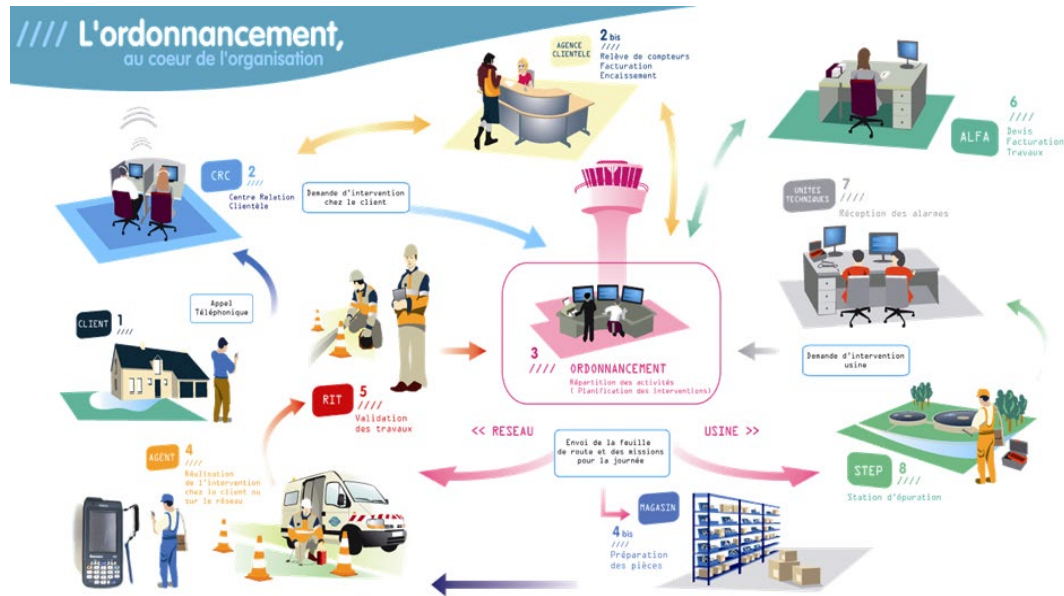 //// L'ordonnancement,
au coeur de l'organisation
AGENCE
CLIENTELE
2 bis
////
Relève de compteurs
Facturation
Encaissement
6
////
ALFA
Devis
Facturation
Travaux
CRC
2
////
Centre Relation
Clientèle
Demande d'intervention
chez le client
UNITES
TECHNIQUES
7
////
Réception des alarmes
Appel
Téléphonique
CLIENT
1
////
3
////
ORDONNANCEMENT
Répartition des activités
( Planification des interventions)
Demande d'intervention
usine
RIT
5
////
Validation
des travaux
<< RESEAU
USINE >>
Envoi de la feuille
de route et des missions
pour la journée
AGENT
4
////
Réalisation
de l'intervention
chez le client ou
sur le réseau
STEP
8
////
Station d'épuration
MAGASIN
4 bis
////
Préparation
des pièces